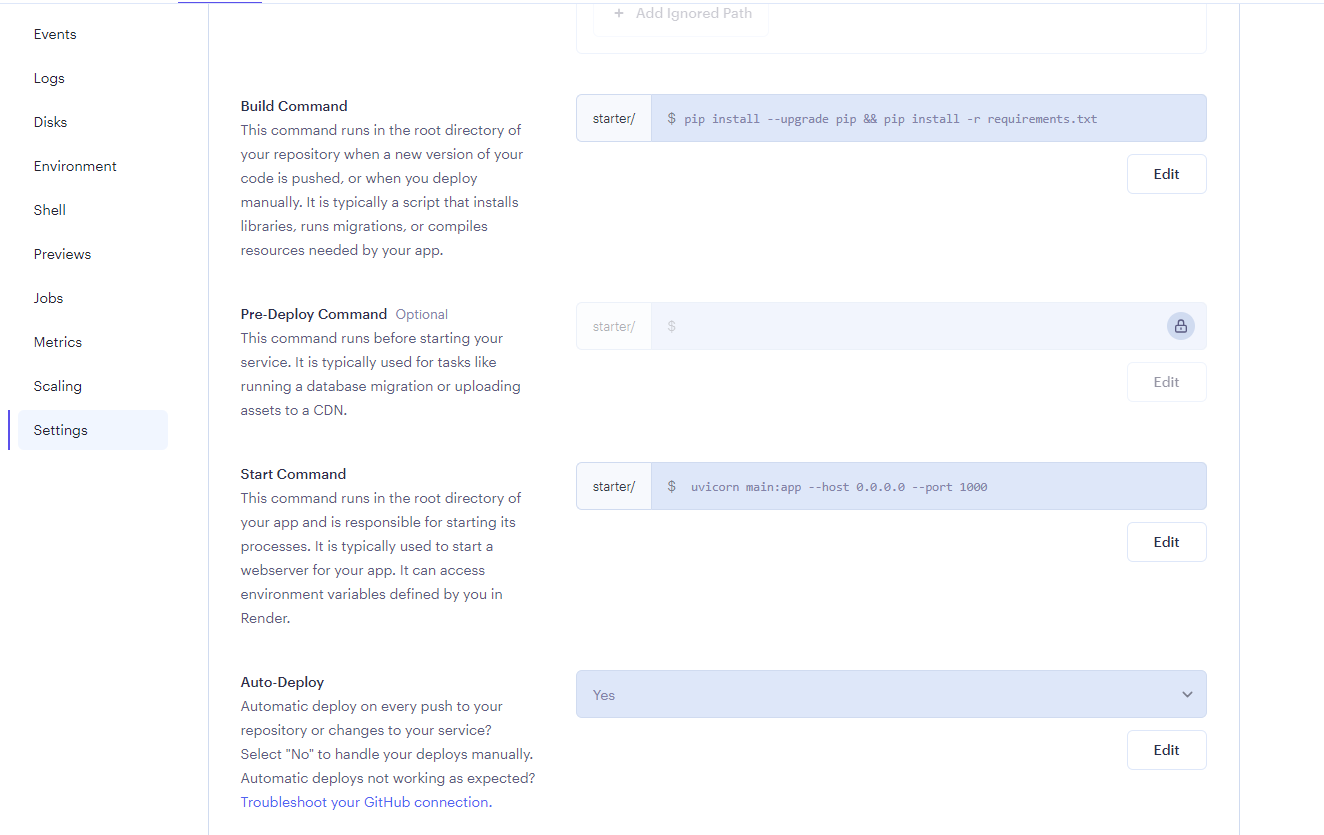 + Add Ignored Path
Events
Logs
Disks
Environment
Shell
Previews
Jobs
Metrics
Scaling
Settings
Build Command
This command runs in the root directory of
your repository when a new version of your
code is pushed, or when you deploy
manually. It is typically a script that installs
libraries, runs migrations, or compiles
resources needed by your app.
starter/ $ pip install --upgrade pip && pip install -r requirements.txt
Edit
Pre-Deploy Command Optional
This command runs before starting your
service. It is typically used for tasks like
running a database migration or uploading
assets to a CDN.
starter/ $
Edit
Start Command
This command runs in the root directory of
your app and is responsible for starting its
processes. It is typically used to start a
webserver for your app. It can access
environment variables defined by you in
Render.
starter/ $ uvicorn main:app --host 0.0.0.0 --port 1000
Edit
Auto-Deploy
Automatic deploy on every push to your
repository or changes to your service?
Select "No" to handle your deploys manually.
Automatic deploys not working as expected?
Troubleshoot your GitHub connection.
Yes
Edit